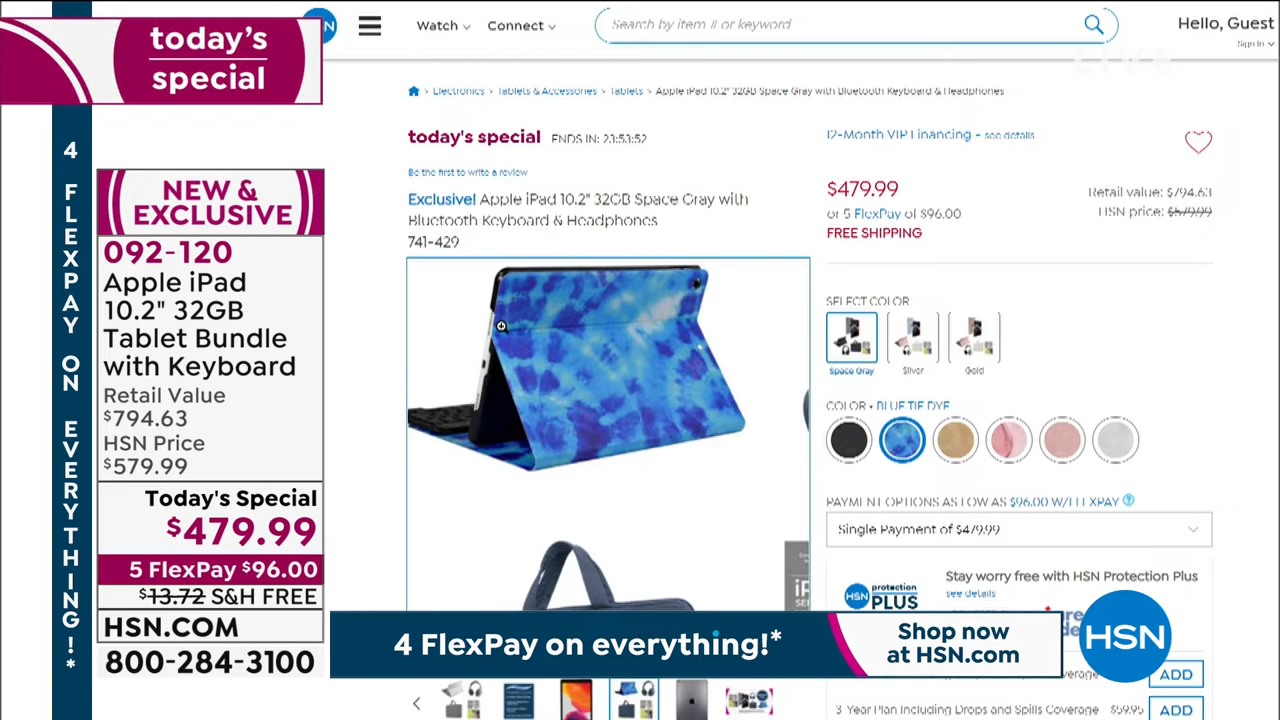 today's
special
4 FLEXPAY ON EVERYTHING!*
NEW &
EXCLUSIVE
092-120
Apple iPad
10.2" 32GB
Tablet Bundle
with Keyboard
Retail Value
$794.63
HSN Price
$579.99
Today's Special
$479.99
5 FlexPay $96.00
$13.72 S&H FREE
HSN.COM
800-284-3100
Watch
Connect
Search by item # or keyword
Hello, Guest
Sign In
Electronics > Tablets & Accessories > Tablets > Apple iPad 10.2" 32GB Space Gray with Bluetooth Keyboard & Headphones
today's special ENDS IN: 23:53:52
Be the first to write a review
Exclusive! Apple iPad 10.2" 32GB Space Gray with
Bluetooth Keyboard & Headphones
741-429
12-Month VIP Financing - see details
$479.99
Retail value: $794.63
or 5 FlexPay of $96.00
HSN price: $579.99
FREE SHIPPING
SELECT COLOR
Space Gray
Silver
Gold
COLOR • BLUE TIE DYE
PAYMENT OPTIONS AS LOW AS $96.00 W/FLEXPAY
Single Payment of $479.99
HSN protection
PLUS
Stay worry free with HSN Protection Plus
see details
ADD
3 Year Plan Including Drops and Spills Coverage $59.95 ADD
4 FlexPay on everything!*
Shop now
at HSN.com
HSN